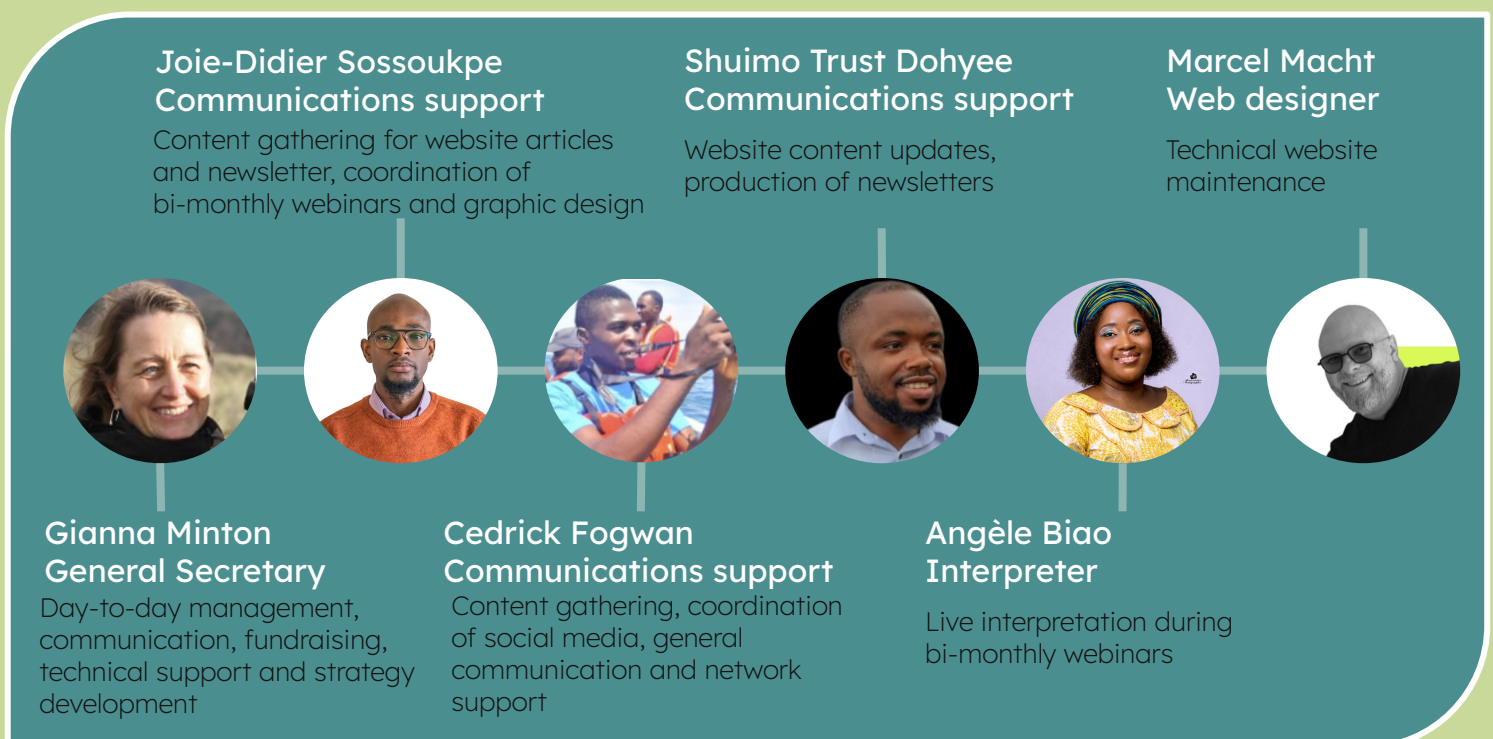 Joie-Didier Sossoukpe
Communications support
Content gathering for website articles
and newsletter, coordination of
bi-monthly webinars and graphic design
Shuimo Trust Dohyee
Communications support
Website content updates,
production of newsletters
Marcel Macht
Web designer
Technical website
maintenance
Gianna Minton
General Secretary
Day-to-day management,
communication, fundraising,
technical support and strategy
development
Cedrick Fogwan
Communications support
Content gathering, coordination
of social media, general
communication and network
support
Angèle Biao
Interpreter
Live interpretation during
bi-monthly webinars